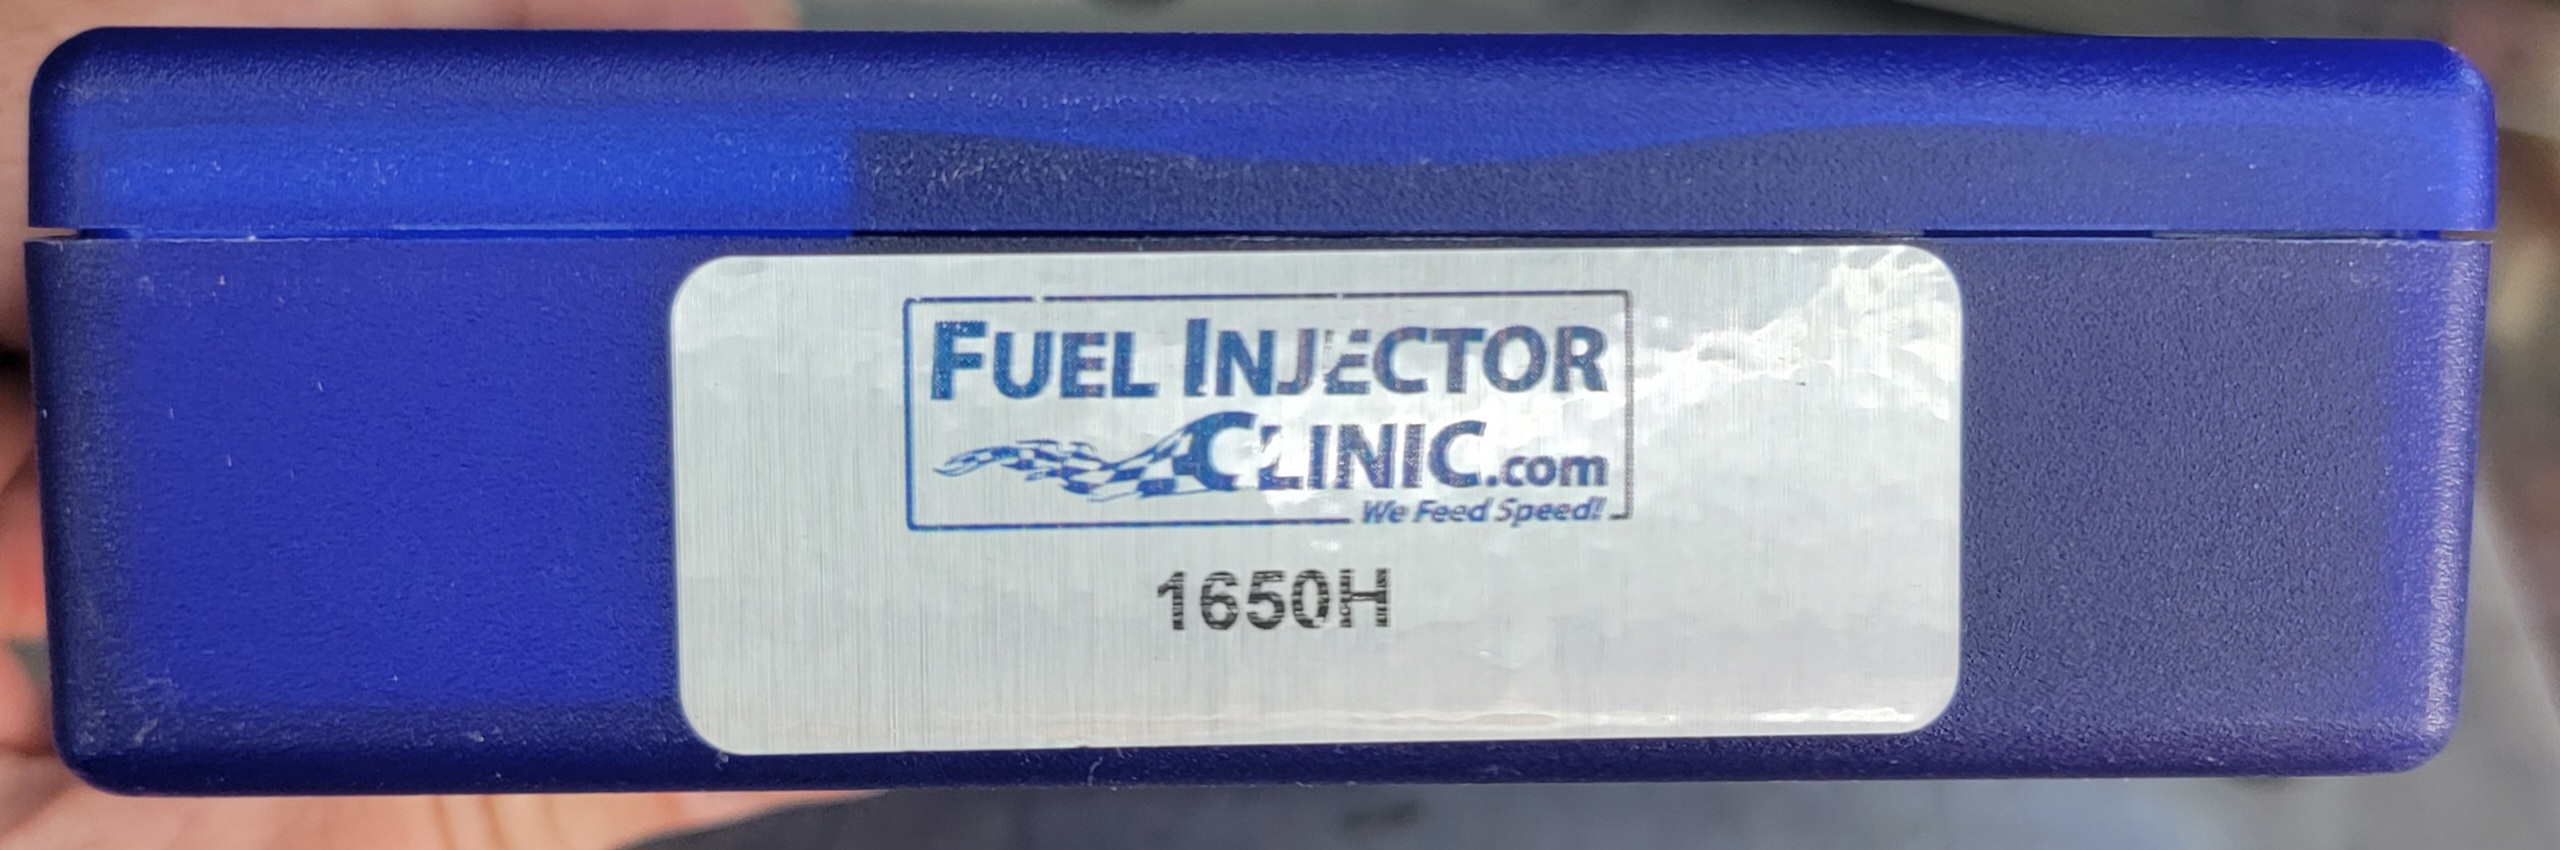 FUEL INJECTOR
CLINIC.com
We Feed Speed!
1650H